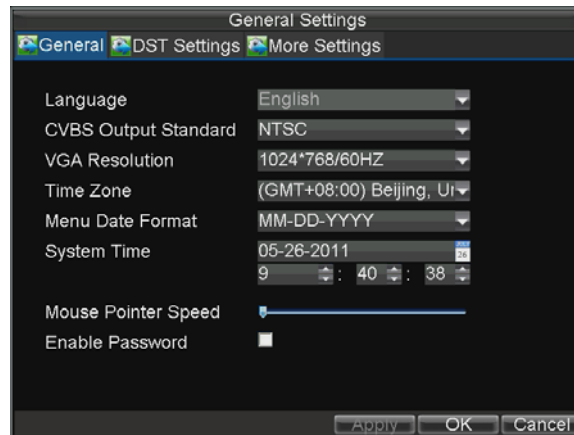 General Settings
General DST Settings More Settings
Language English
CVBS Output Standard NTSC
VGA Resolution 1024*768/60HZ
Time Zone (GMT+08:00) Beijing,
Menu Date Format MM-DD-YYYY
System Time 05-26-2011 26
9 : 40 : 38
Mouse Pointer Speed
Enable Password
Apply OK Cancel